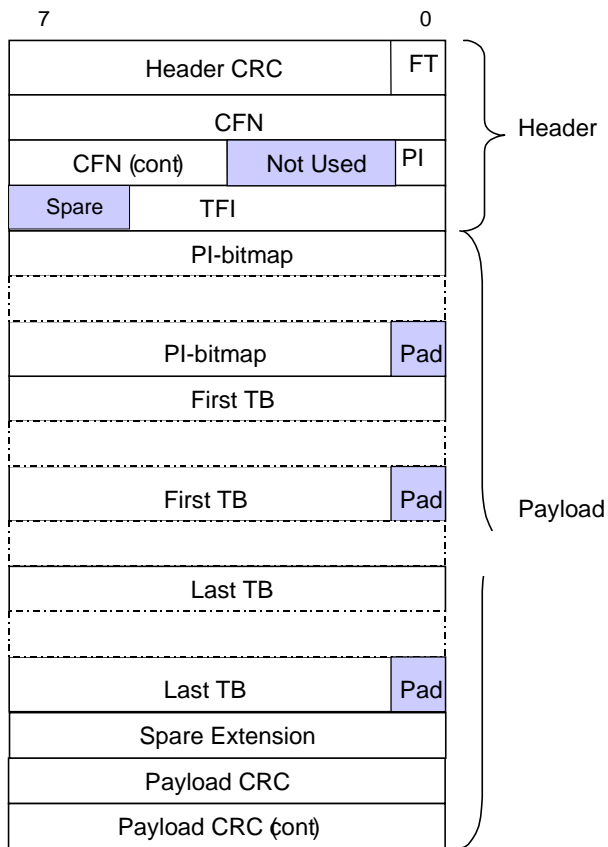 7 0
Header CRC FT
CFN
CFN (cont) Not Used PI
Spare TFI
Header
PI-bitmap
PI-bitmap Pad
First TB
First TB Pad
Payload
Last TB
Last TB Pad
Spare Extension
Payload CRC
Payload CRC (cont)